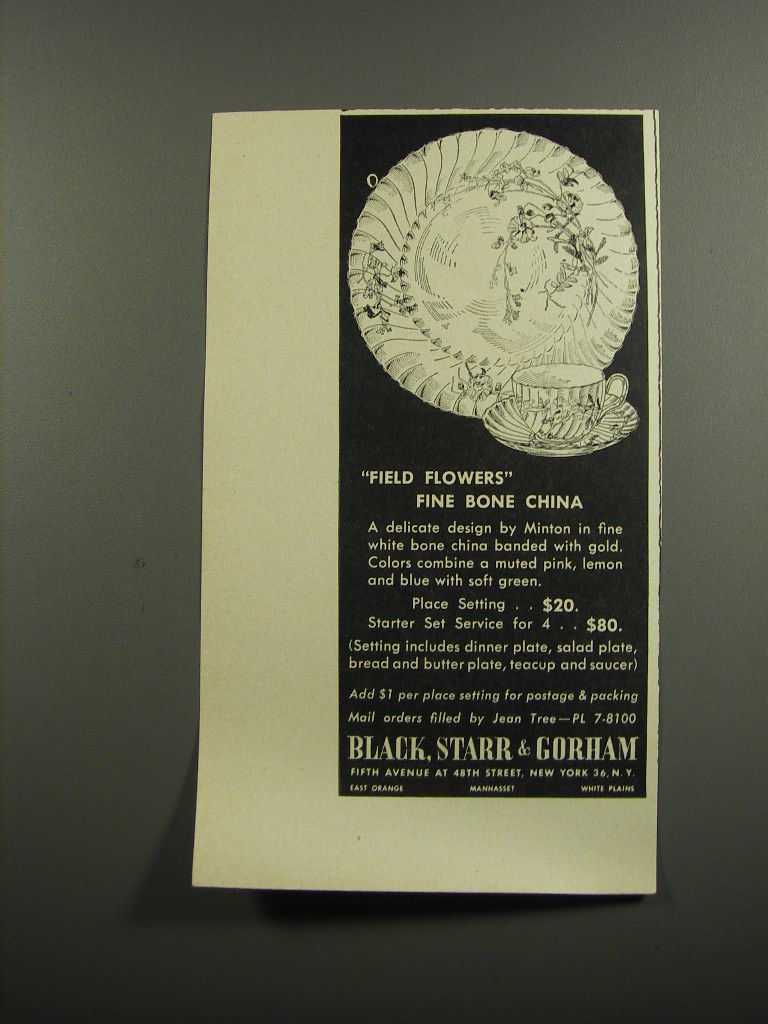 "FIELD FLOWERS"
FINE BONE CHINA
A delicate design by Minton in fine
white bone china banded with gold.
Colors combine a muted pink, lemon
and blue with soft green.
Place Setting . . $20.
Starter Set Service for 4 . . $80.
(Setting includes dinner plate, salad plate,
bread and butter plate, teacup and saucer)
Add $1 per place setting for postage & packing
Mail orders filled by Jean Tree—PL 7-8100
BLACK, STARR & GORHAM
FIFTH AVENUE AT 48TH STREET, NEW YORK 36, N. Y.
EAST ORANGE MANHASSET WHITE PLAINS